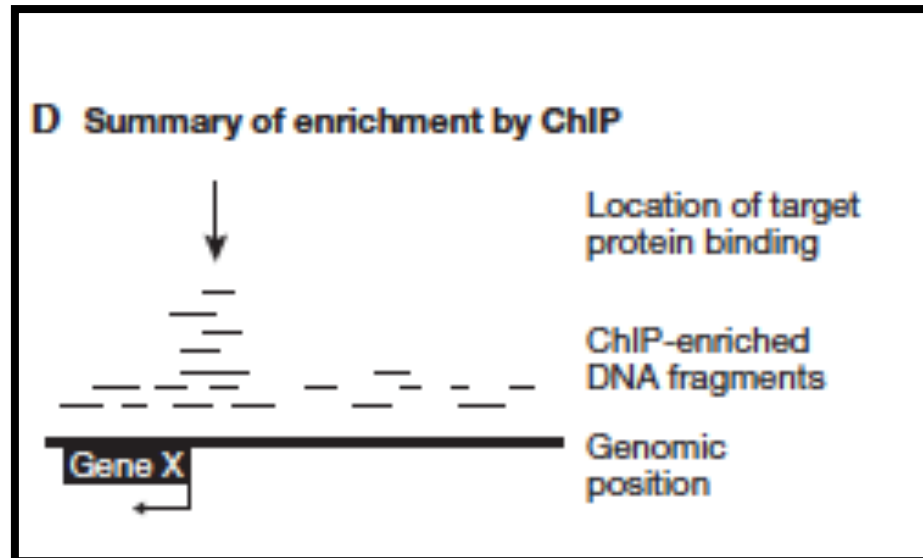 D Summary of enrichment by ChIP
Location of target
protein binding
ChIP-enriched
DNA fragments
Genomic
position
Gene X